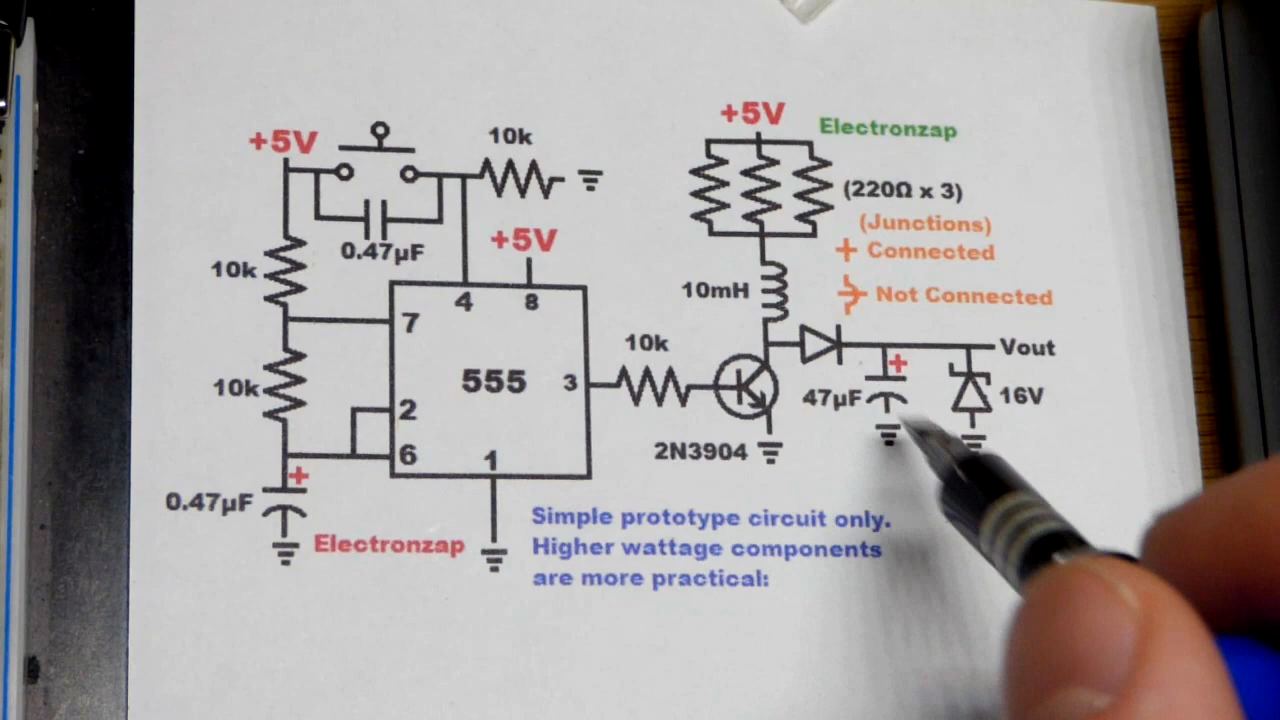 +5V
10k
0.47µF
+5V
10k
10k
0.47µF
+
Electronzap
7
4
8
2
6
1
3
555
10k
2N3904
+5V
Electronzap
(220Ω x 3)
(Junctions)
Connected
Not Connected
10mH
Vout
+
47µF
16V
Simple prototype circuit only.
Higher wattage components
are more practical: